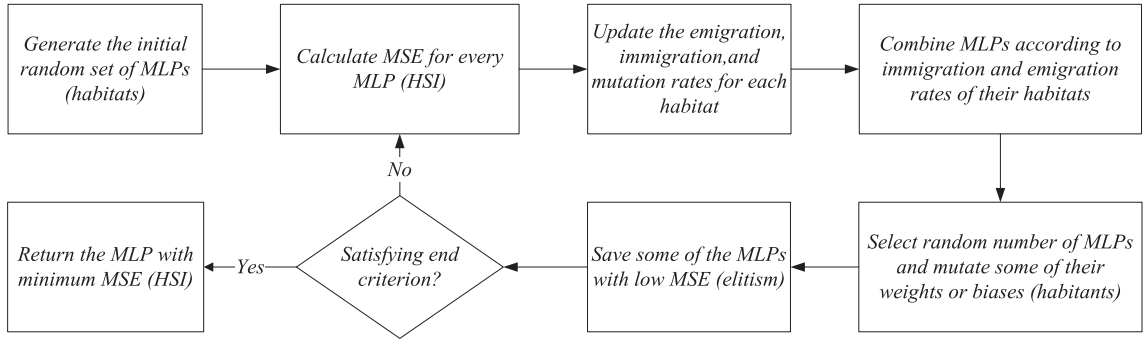 Generate the initial
random set of MLPs
(habitats)
Calculate MSE for every
MLP (HSI)
Update the emigration,
immigration,and
mutation rates for each
habitat
Combine MLPs according to
immigration and emigration
rates of their habitats
Select random number of MLPs
and mutate some of their
weights or biases (habitants)
Save some of the MLPs
with low MSE (elitism)
Satisfying end
criterion?
No
Yes
Return the MLP with
minimum MSE (HSI)